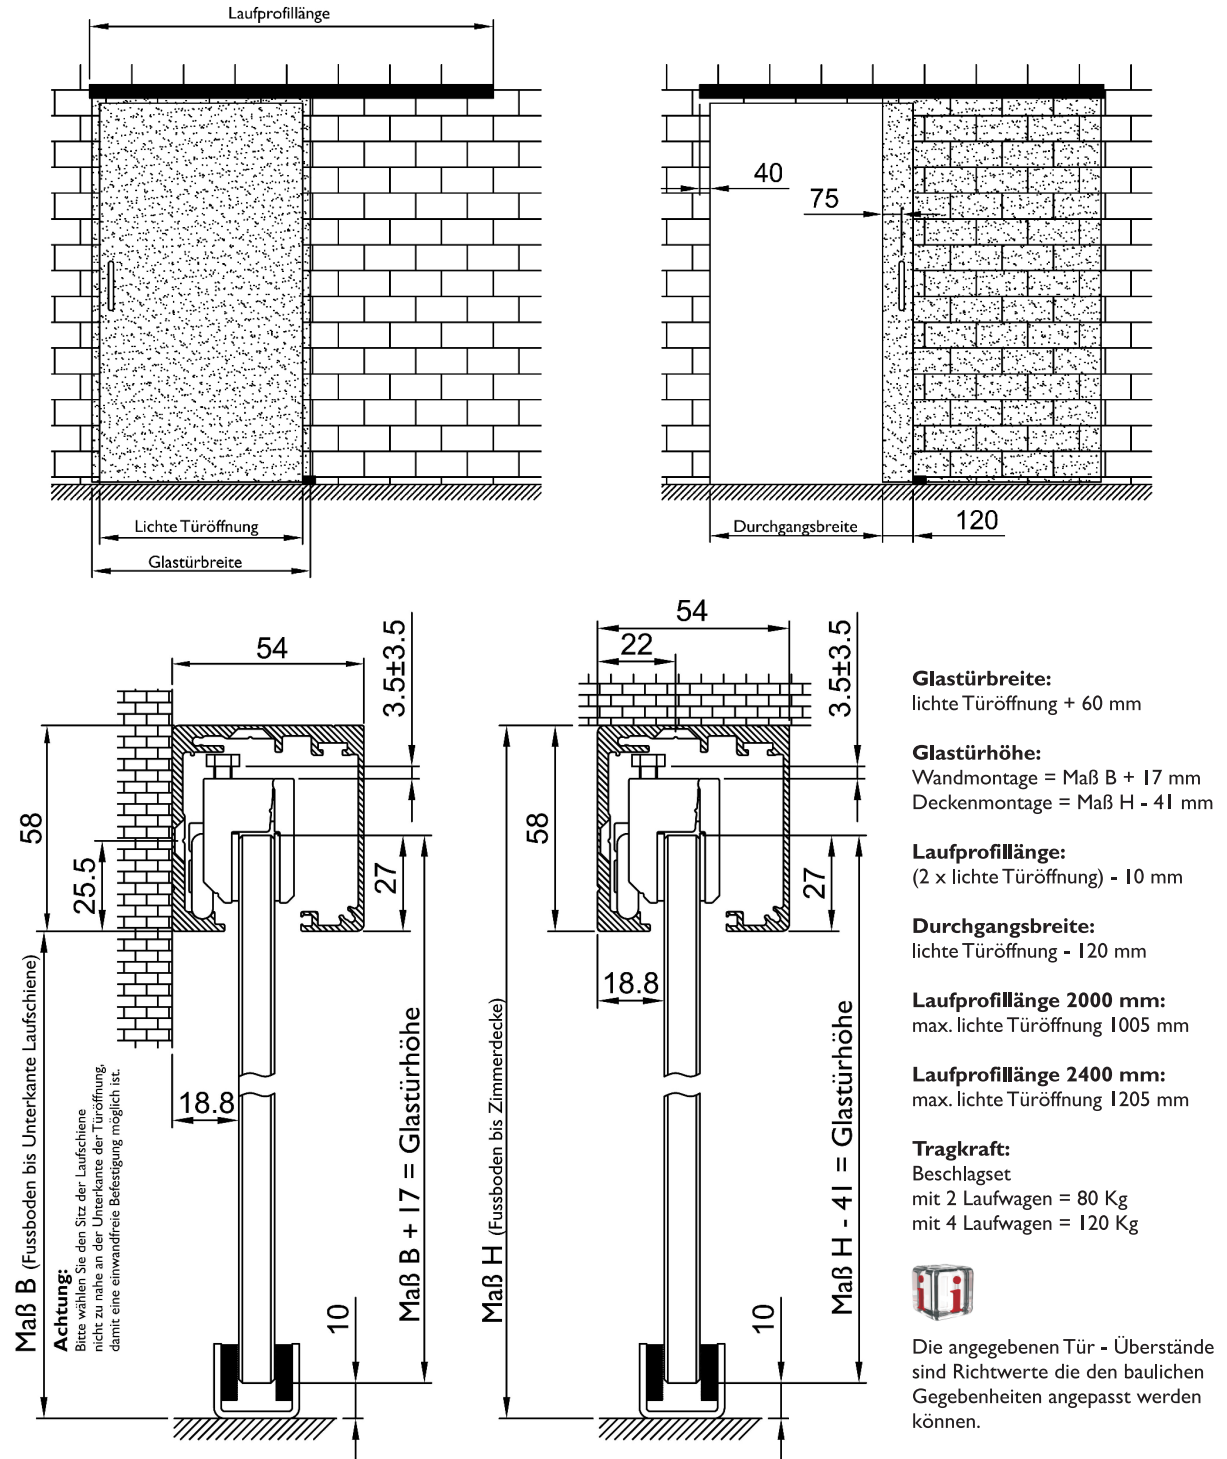 Laufprofillänge
40
75
Lichte Türöffnung
Glastürbreite
Durchgangsbreite
120
54
3.5±3.5
58
25.5
27
18.8
10
Maß B (Fussboden bis Unterkante Laufschiene)
Achtung:
Bitte wählen Sie den Sitz der Laufschiene
nicht zu nahe an der Unterkante der Türöffnung,
damit eine einwandfreie Befestigung möglich ist.
Maß B + 17 = Glastürhöhe
54
22
3.5±3.5
58
27
18.8
10
Maß H (Fussboden bis Zimmerdecke)
Maß H - 41 = Glastürhöhe
Glastürbreite:
lichte Türöffnung + 60 mm
Glastürhöhe:
Wandmontage = Maß B + 17 mm
Deckenmontage = Maß H - 41 mm
Laufprofillänge:
(2 x lichte Türöffnung) - 10 mm
Durchgangsbreite:
lichte Türöffnung - 120 mm
Laufprofillänge 2000 mm:
max. lichte Türöffnung 1005 mm
Laufprofillänge 2400 mm:
max. lichte Türöffnung 1205 mm
Tragkraft:
Beschlagset
mit 2 Laufwagen = 80 Kg
mit 4 Laufwagen = 120 Kg
i i
Die angegebenen Tür - Überstände
sind Richtwerte die den baulichen
Gegebenheiten angepasst werden
können.